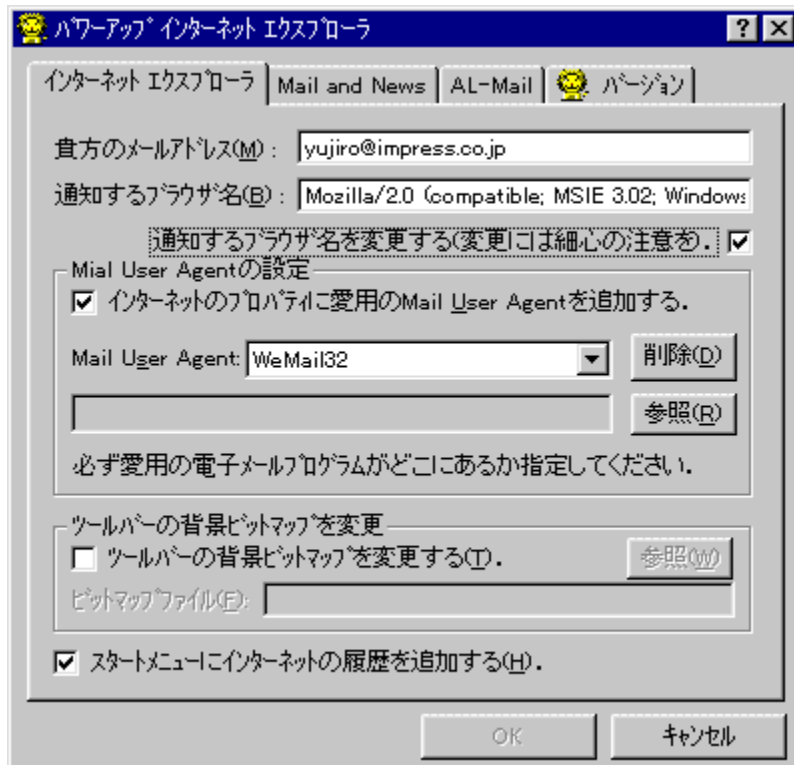 パワーアップ インターネット エクスプローラ
インターネット エクスプローラ Mail and News AL-Mail バージョン
貴方のメールアドレス(M) : yujiro@impress.co.jp
通知するブラウザ名(B) : Mozilla/2.0 (compatible; MSIE 3.02; Windows
通知するブラウザ名を変更する(変更には細心の注意を).
Mial User Agentの設定
インターネットのプロパティに愛用のMail User Agentを追加する.
Mail User Agent: WeMail32 削除(D)
参照(R)
必ず愛用の電子メールプログラムがどこにあるか指定してください.
ツールバーの背景ビットマップを変更
ツールバーの背景ビットマップを変更する(T). 参照(W)
ビットマップファイル(F):
スタートメニューにインターネットの履歴を追加する(H).
OK キャンセル